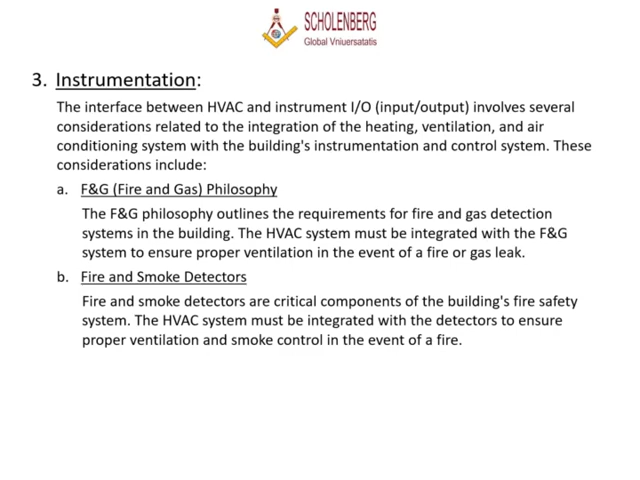 SCHOLENBERG
Global Vniuersatatis
3. Instrumentation:
The interface between HVAC and instrument I/O (input/output) involves several
considerations related to the integration of the heating, ventilation, and air
conditioning system with the building's instrumentation and control system. These
considerations include:
a. F&G (Fire and Gas) Philosophy
The F&G philosophy outlines the requirements for fire and gas detection
systems in the building. The HVAC system must be integrated with the F&G
system to ensure proper ventilation in the event of a fire or gas leak.
b. Fire and Smoke Detectors
Fire and smoke detectors are critical components of the building's fire safety
system. The HVAC system must be integrated with the detectors to ensure
proper ventilation and smoke control in the event of a fire.